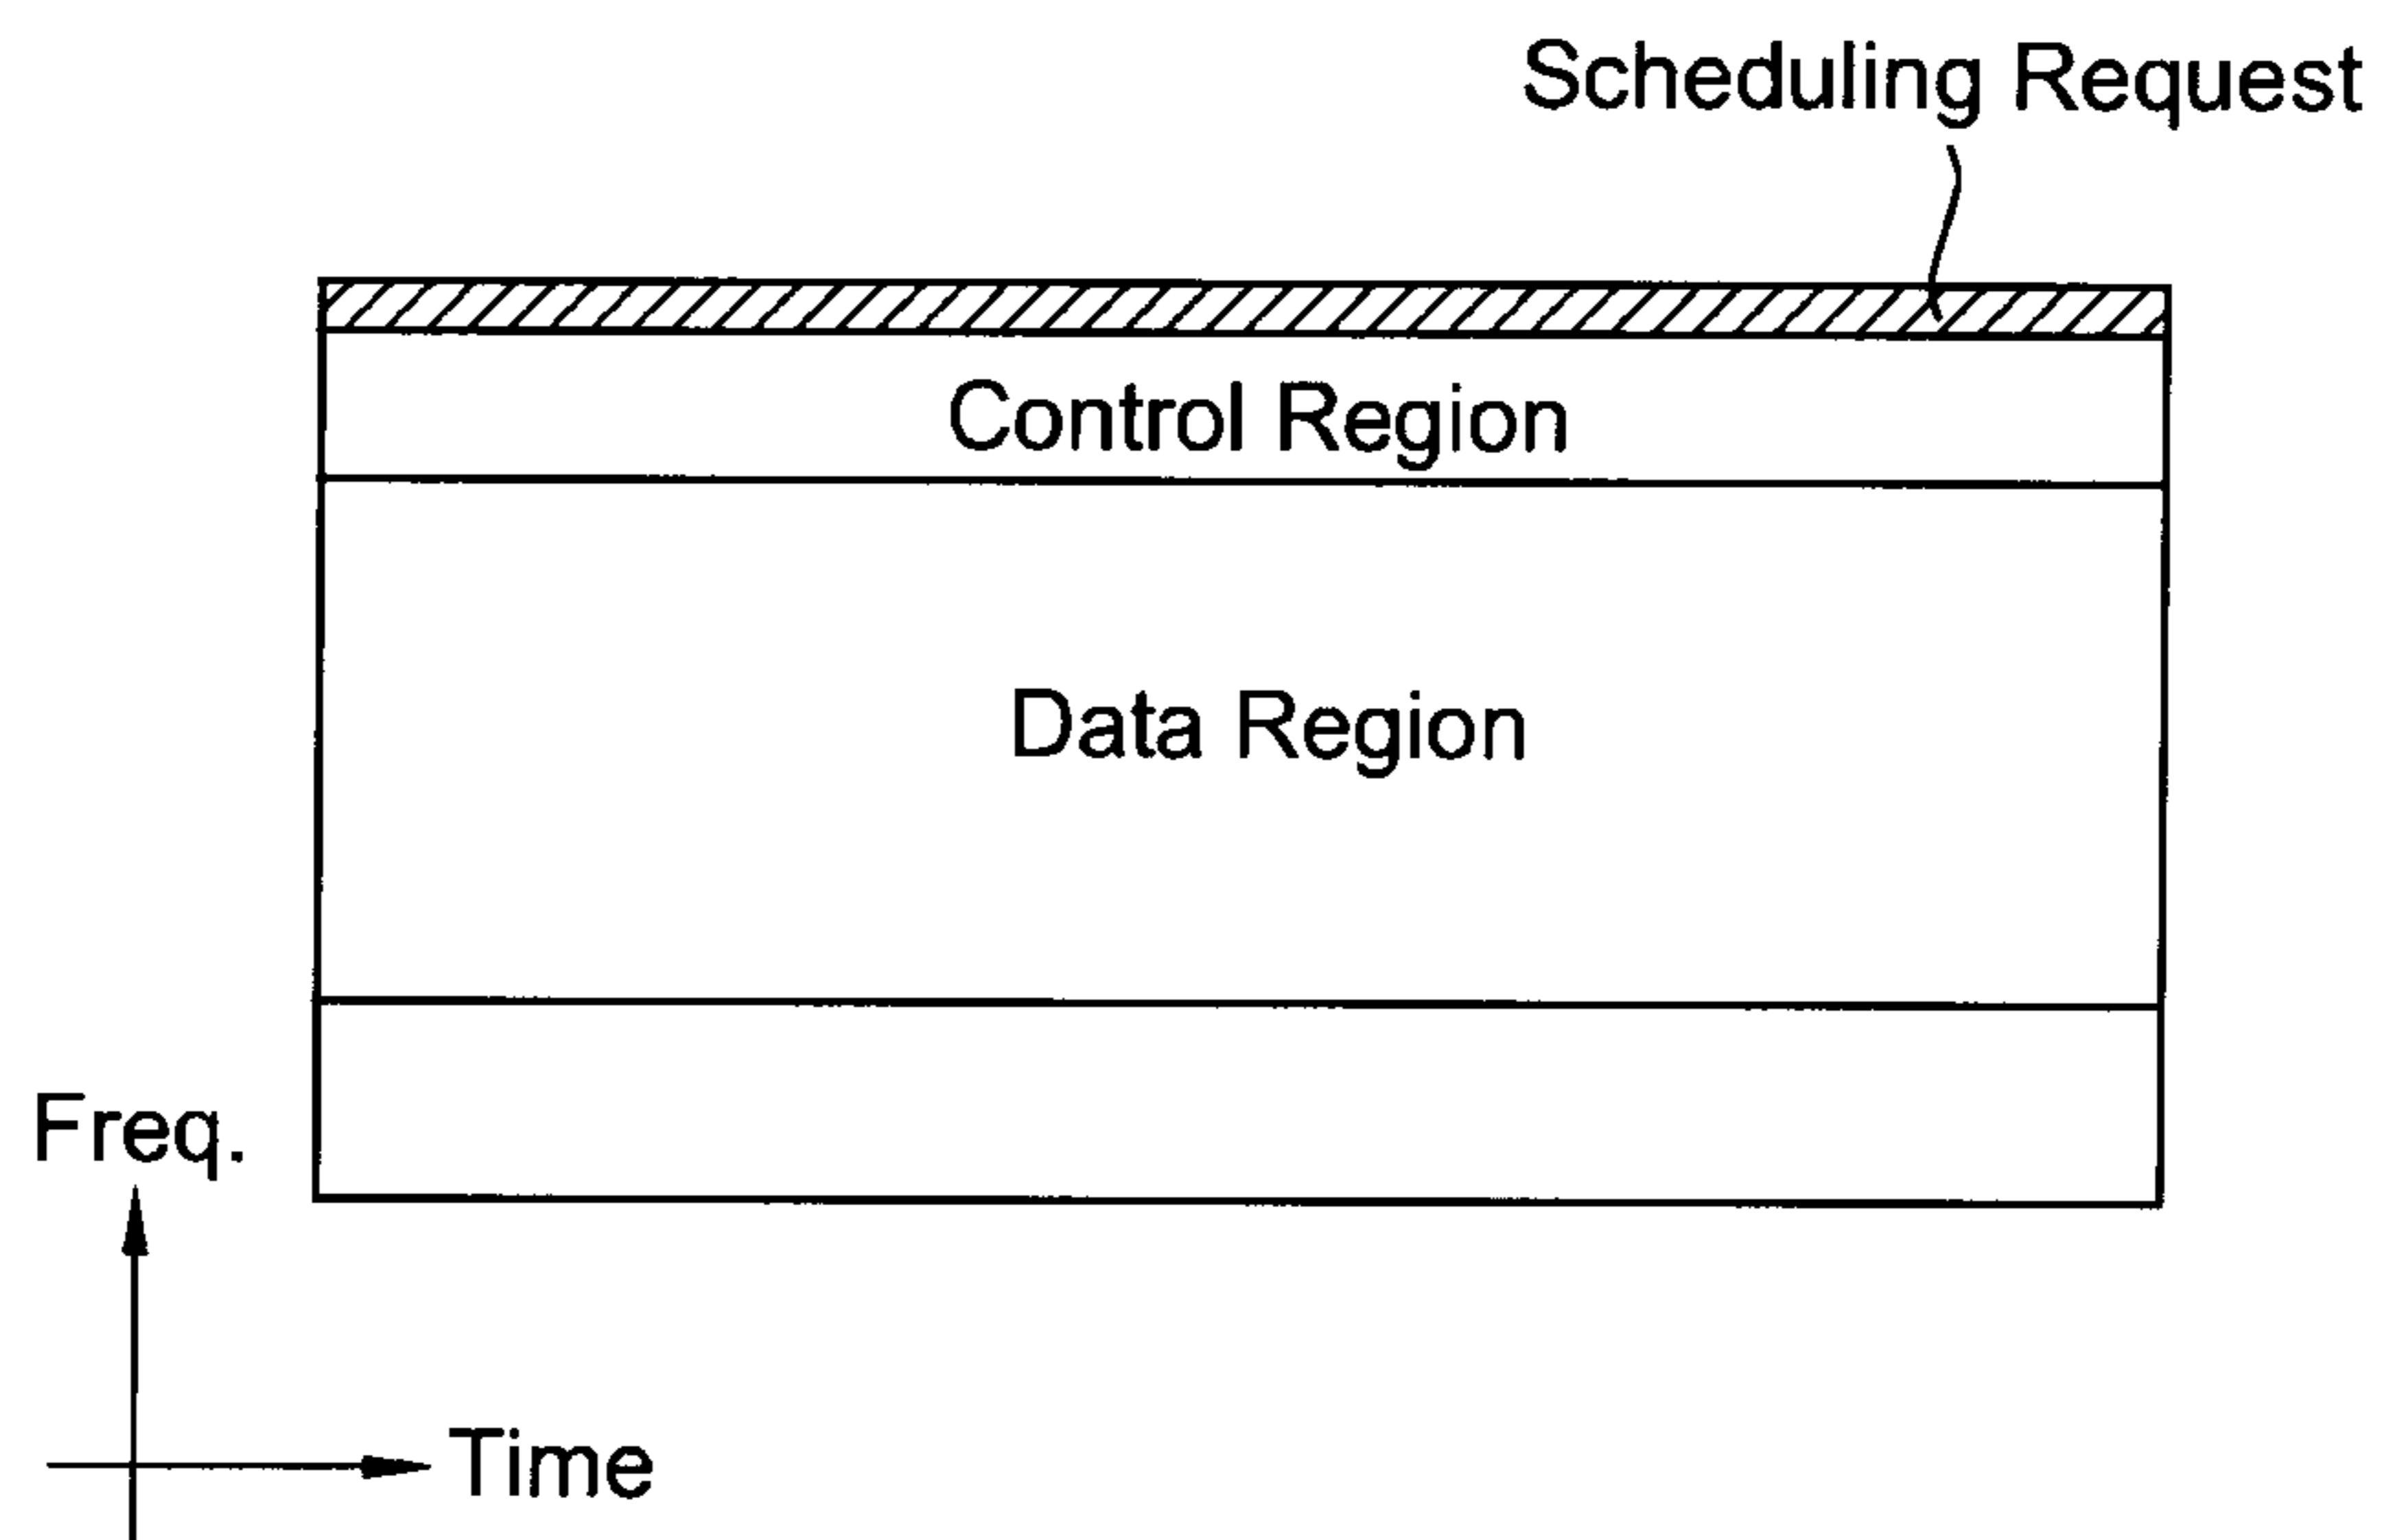 Scheduling Request
Control Region
Data Region
Freq.
Time